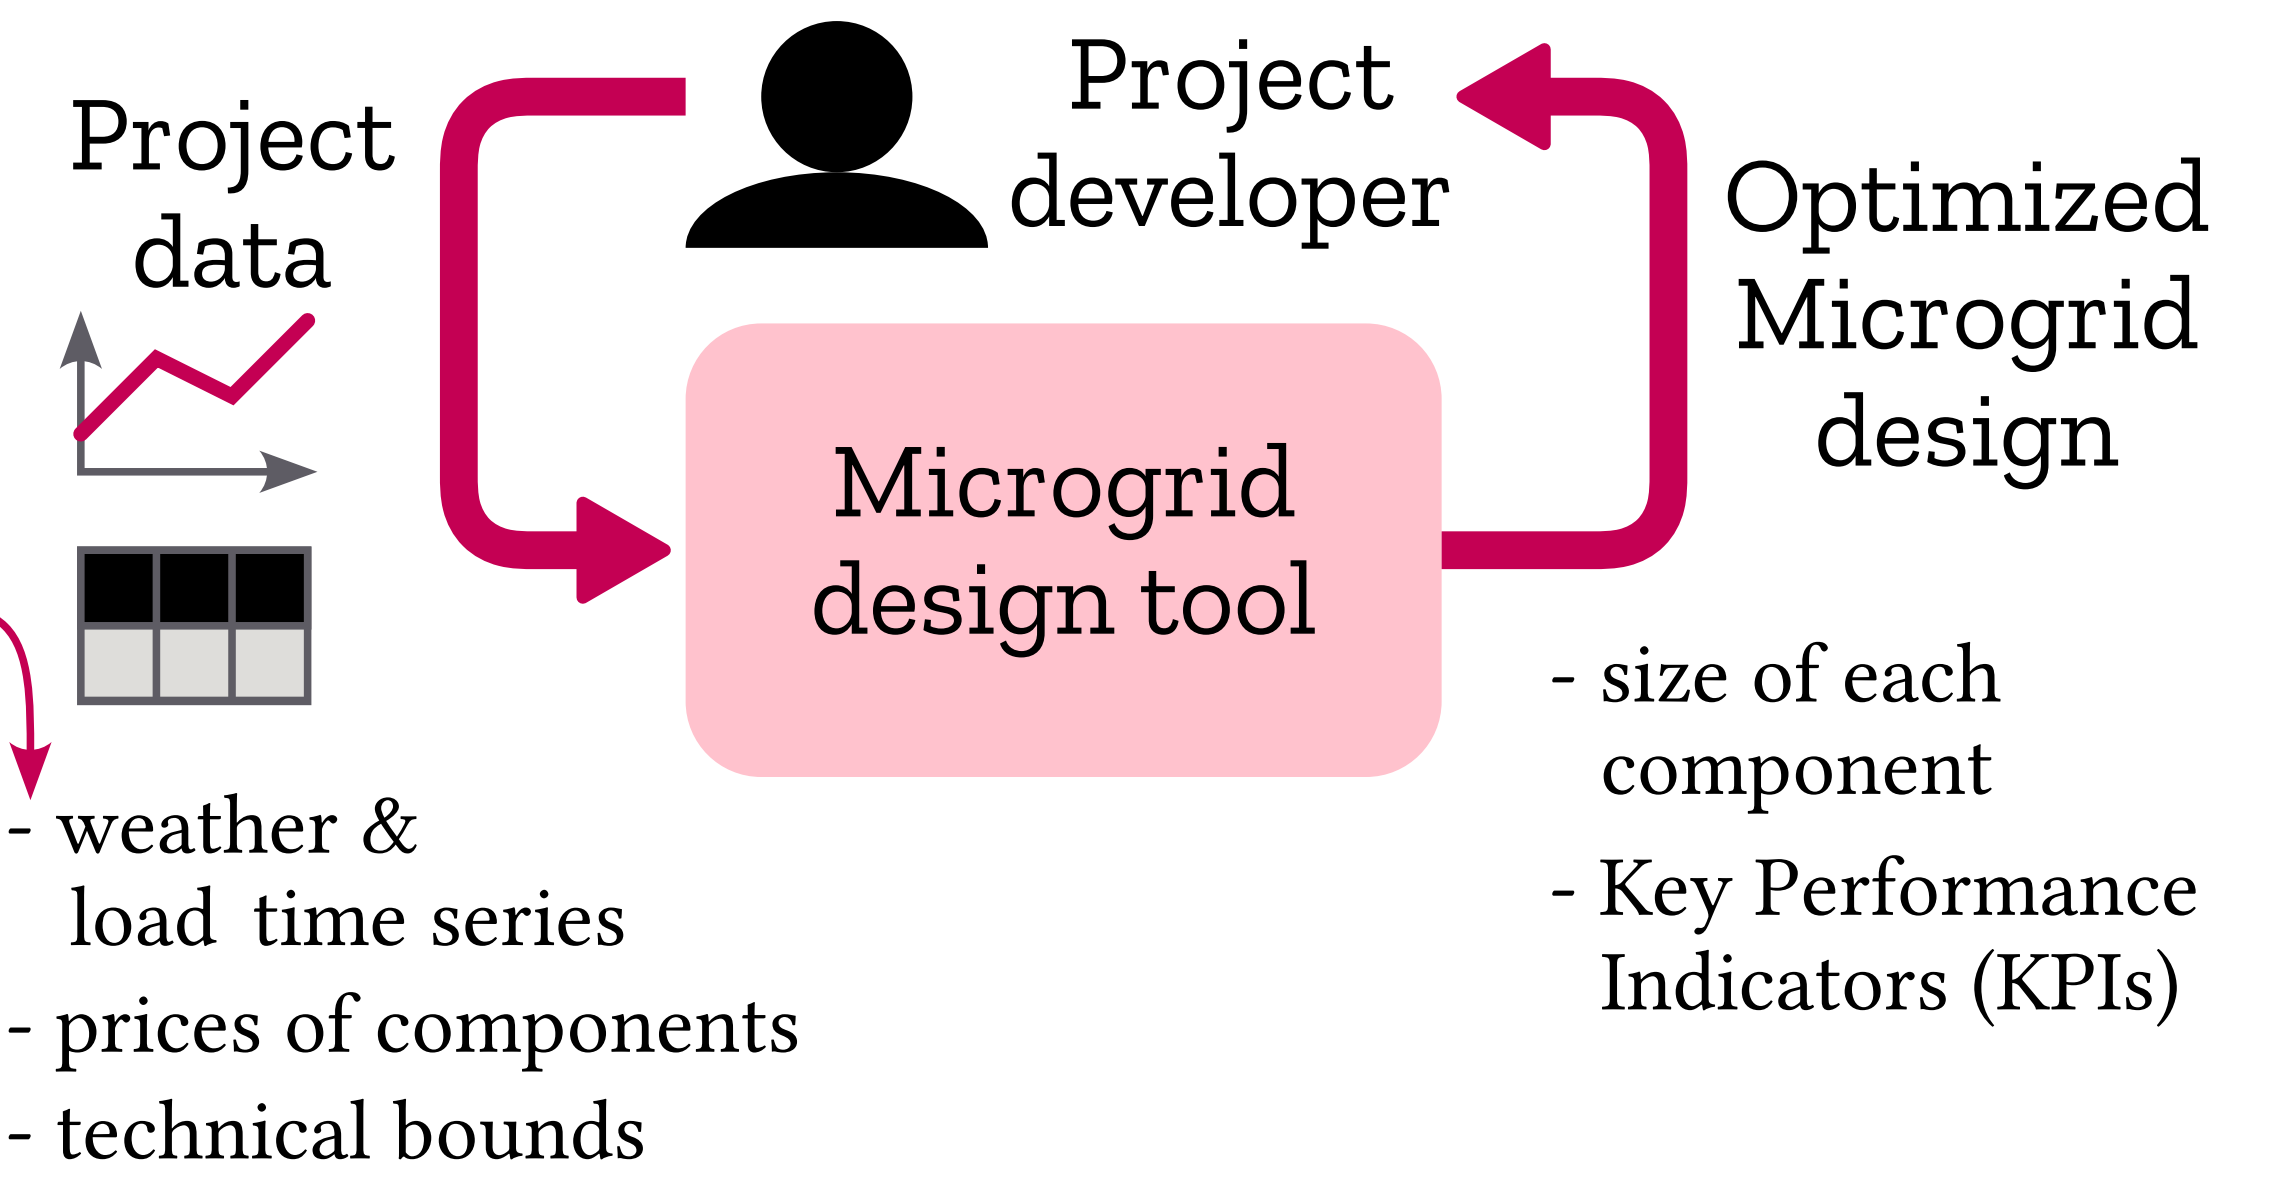 Project
data
Project
developer
Optimized
Microgrid
design
Microgrid
design tool
- weather &
load time series
- prices of components
- technical bounds
- size of each
component
- Key Performance
Indicators (KPIs)